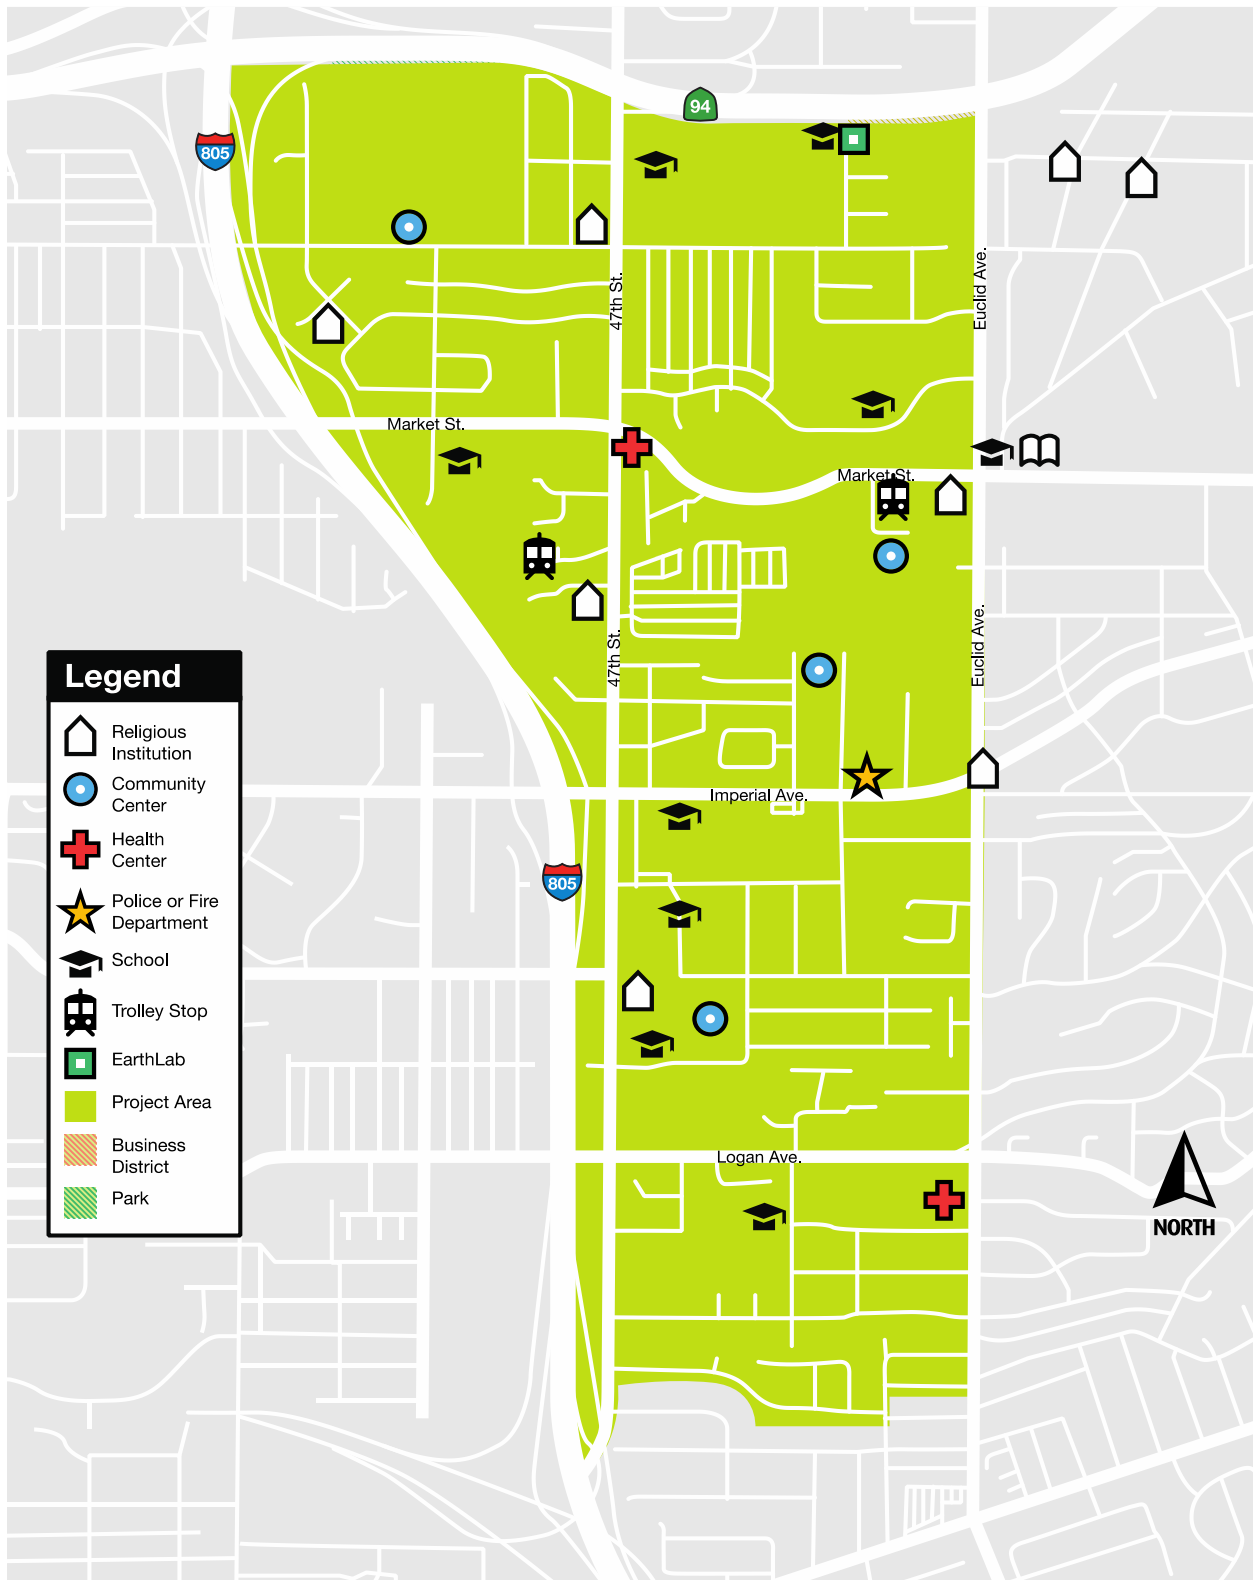 94
805
47th St.
Euclid Ave.
Market St.
Market St.
47th St.
Euclid Ave.
Imperial Ave.
805
Logan Ave.
NORTH
Legend
Religious
Institution
Community
Center
Health
Center
Police or Fire
Department
School
Trolley Stop
EarthLab
Project Area
Business
District
Park